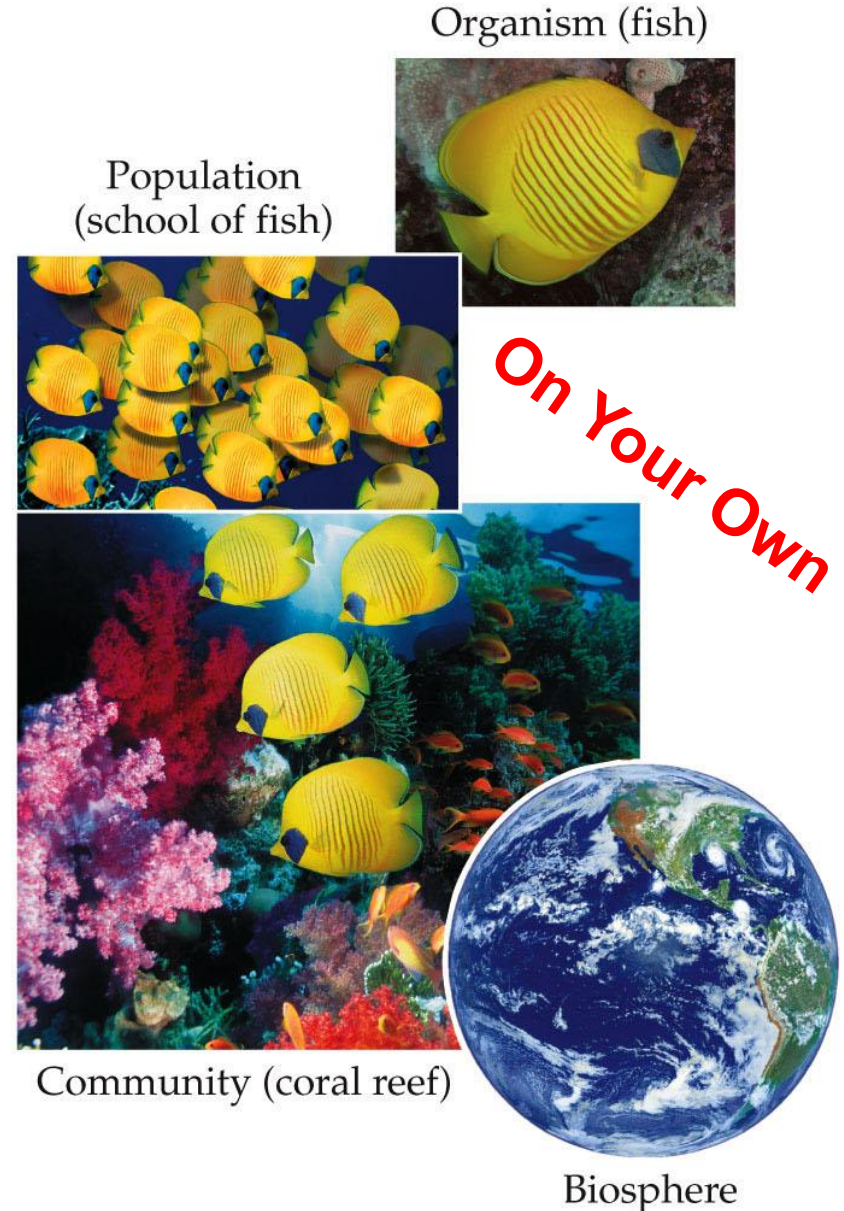 Organism (fish)
Population
(school of fish)
On Your Own
Community (coral reef)
Biosphere